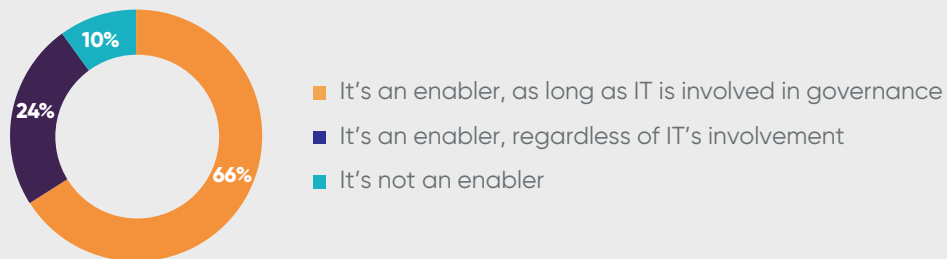 10%
24%
66%
It’s an enabler, as long as IT is involved in governance
It’s an enabler, regardless of IT’s involvement
It’s not an enabler